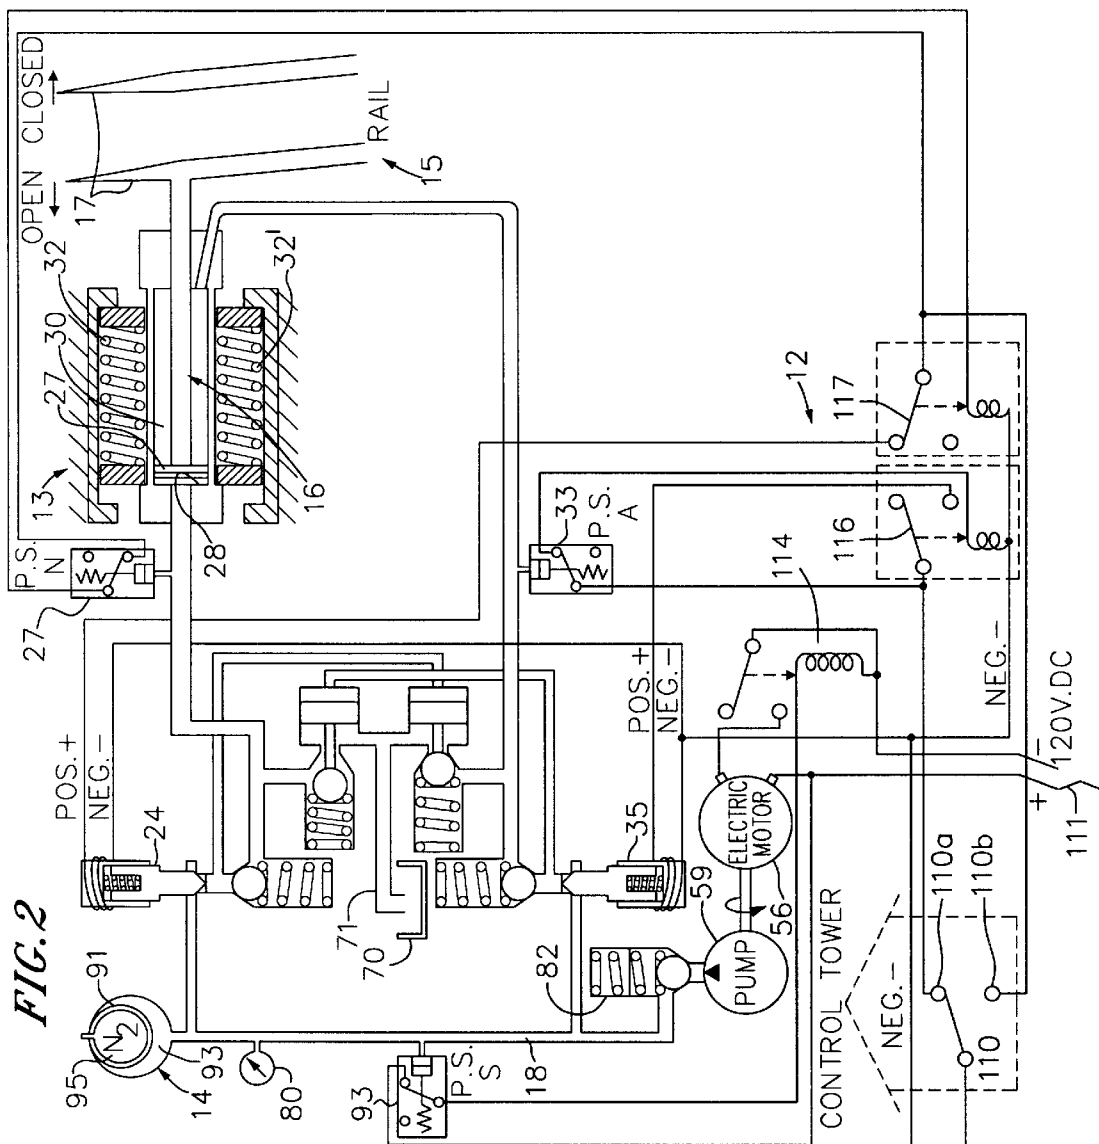 FIG.2
OPEN CLOSED
17
RAIL
15
32
30
27
13
32'
16
28
P.S.
N
27
33
P.S.
A
12
117
116
114
POS.+
NEG.-
24
POS.+
NEG.-
35
NEG.-
120V.DC
-
+
111
ELECTRIC
MOTOR
56
59
PUMP
82
71
70
91
N2
95
93
14
80
18
P.S.
S
93
CONTROL TOWER
NEG.-
110a
110b
110